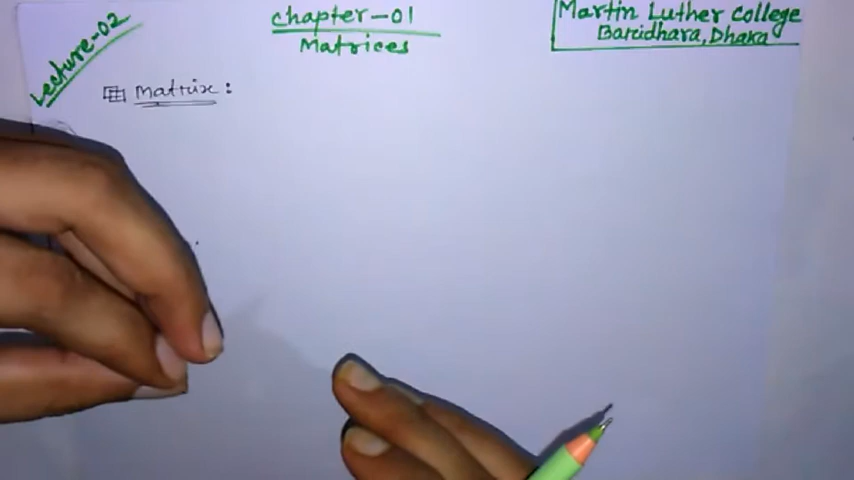 Lecture-02
chapter-01
Matrices
Martin Luther College
Baridhara, Dhaka
Matrix: